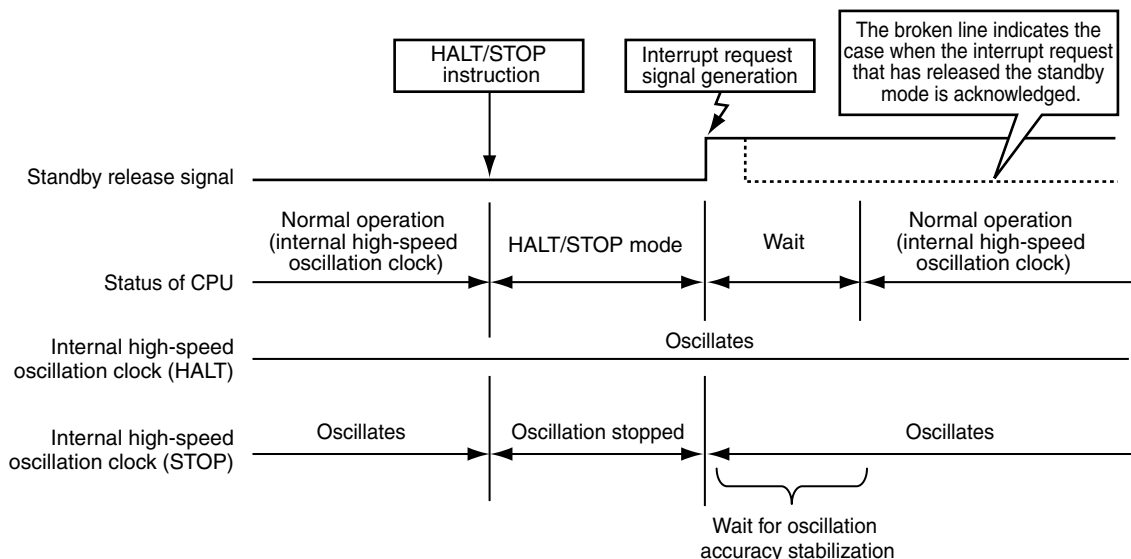 HALT/STOP
instruction
Interrupt request
signal generation
The broken line indicates the
case when the interrupt request
that has released the standby
mode is acknowledged.
Standby release signal
Normal operation
(internal high-speed
oscillation clock)
HALT/STOP mode
Wait
Normal operation
(internal high-speed
oscillation clock)
Status of CPU
Internal high-speed
oscillation clock (HALT)
Oscillates
Internal high-speed
oscillation clock (STOP)
Oscillates
Oscillation stopped
Oscillates
Wait for oscillation
accuracy stabilization